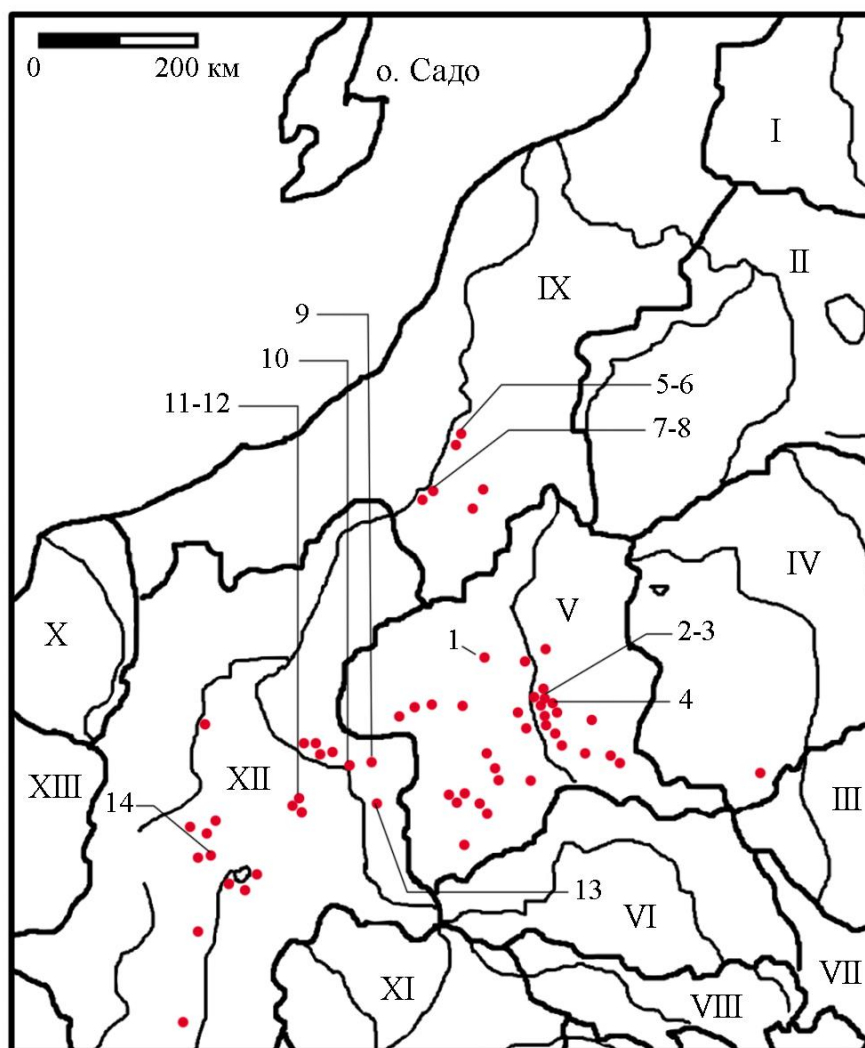 0 200 км
о. Садо
I
II
IX
9
10
5-6
11-12
7-8
IV
V
X
1
2-3
4
XII
XIII
III
14
13
VI
VII
XI
VIII